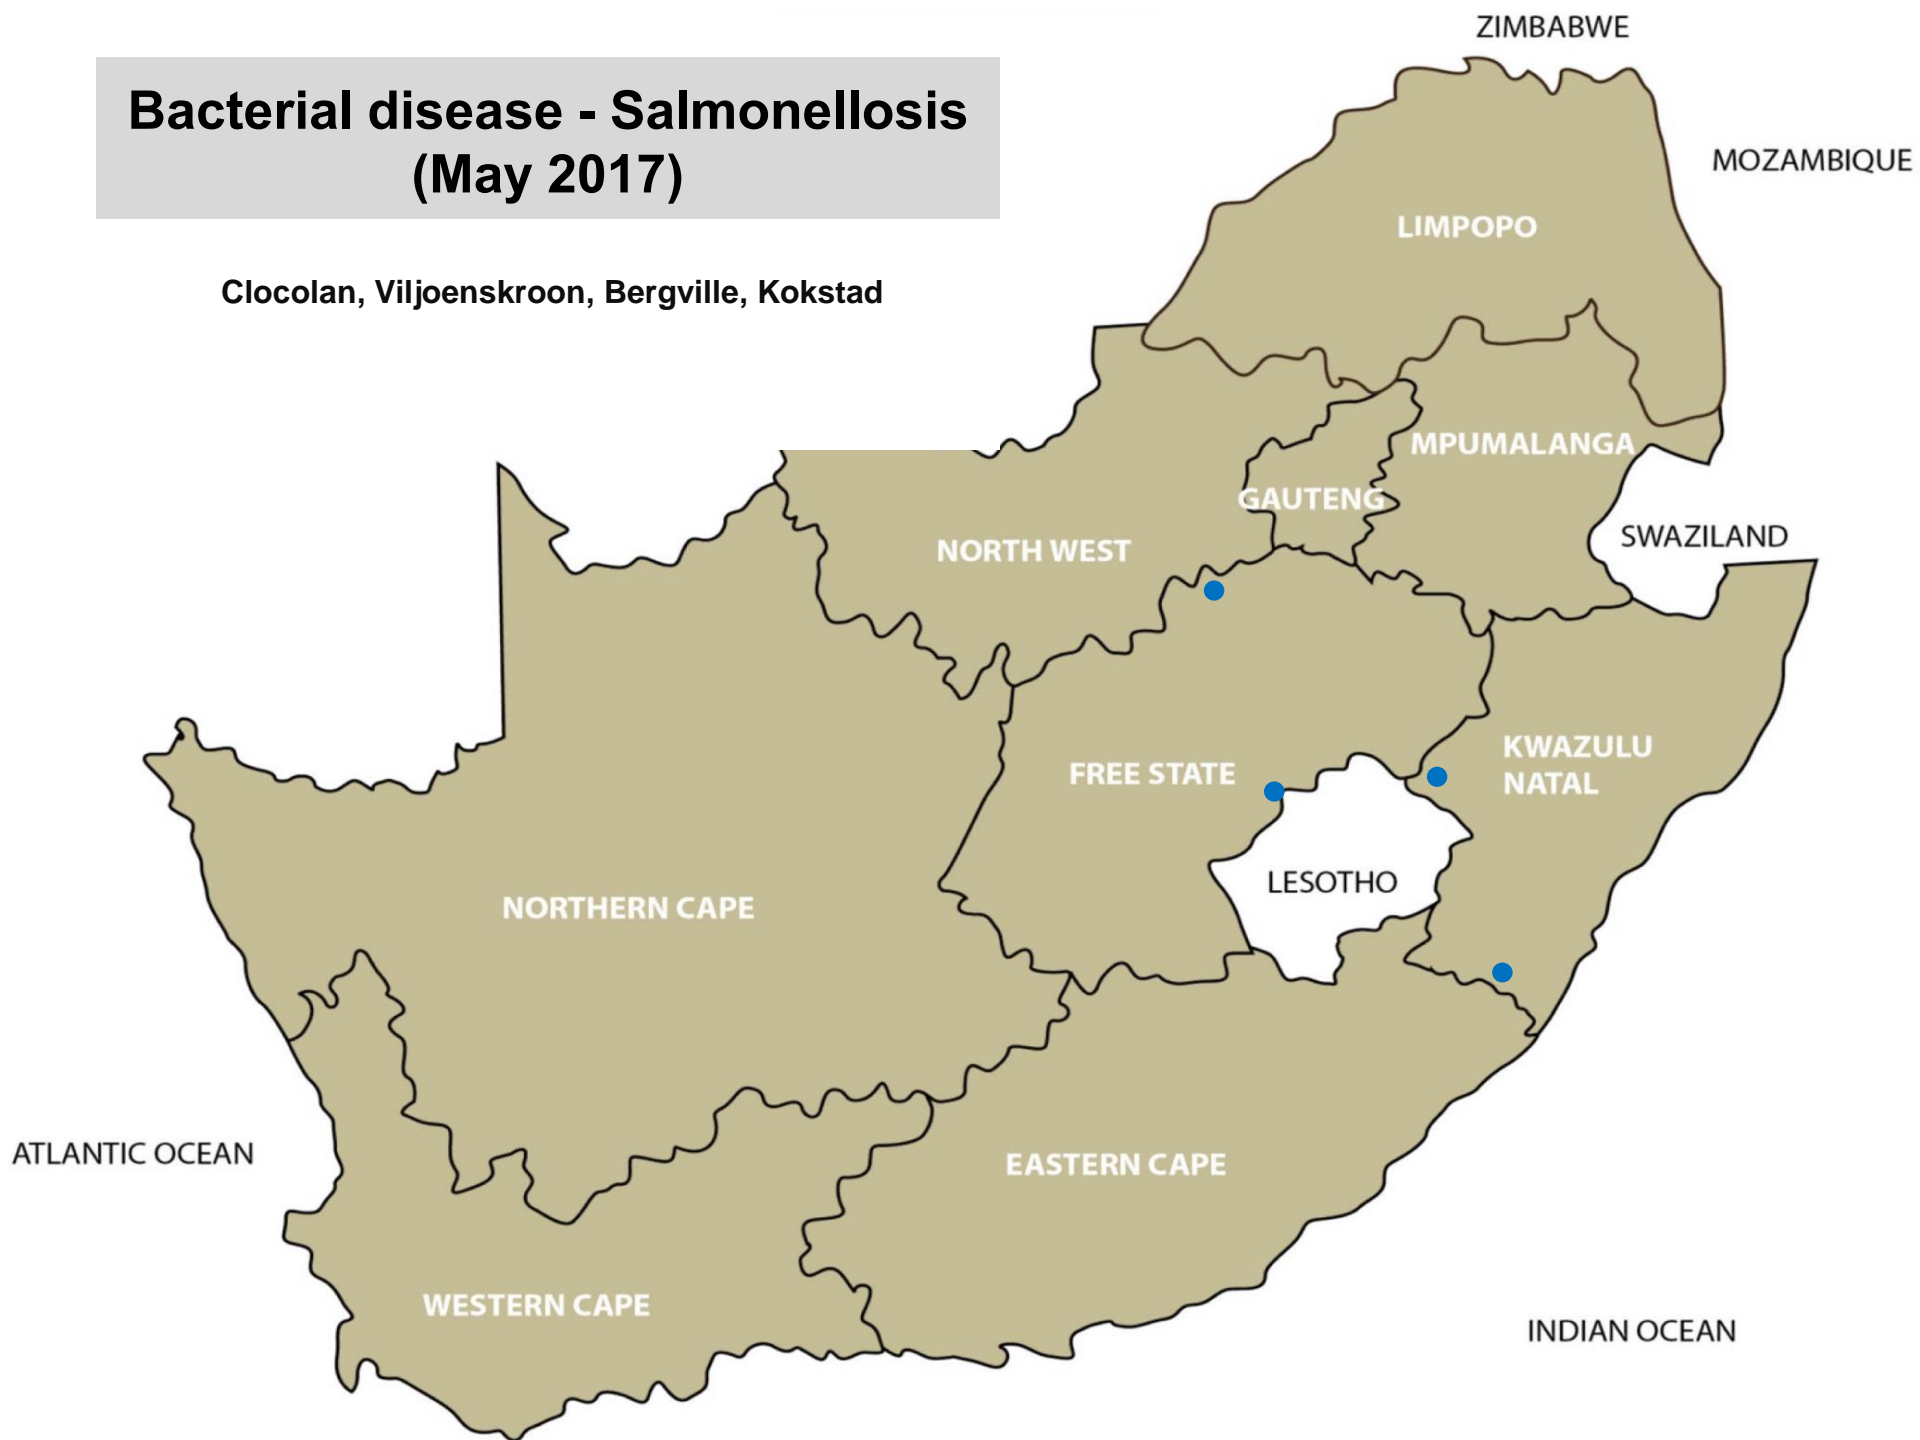 Bacterial disease - Salmonellosis
(May 2017)
Clocolan, Viljoenskroon, Bergville, Kokstad
ZIMBABWE
MOZAMBIQUE
LIMPOPO
MPUMALANGA
GAUTENG
SWAZILAND
NORTH WEST
KWAZULU
NATAL
FREE STATE
LESOTHO
NORTHERN CAPE
ATLANTIC OCEAN
EASTERN CAPE
WESTERN CAPE
INDIAN OCEAN